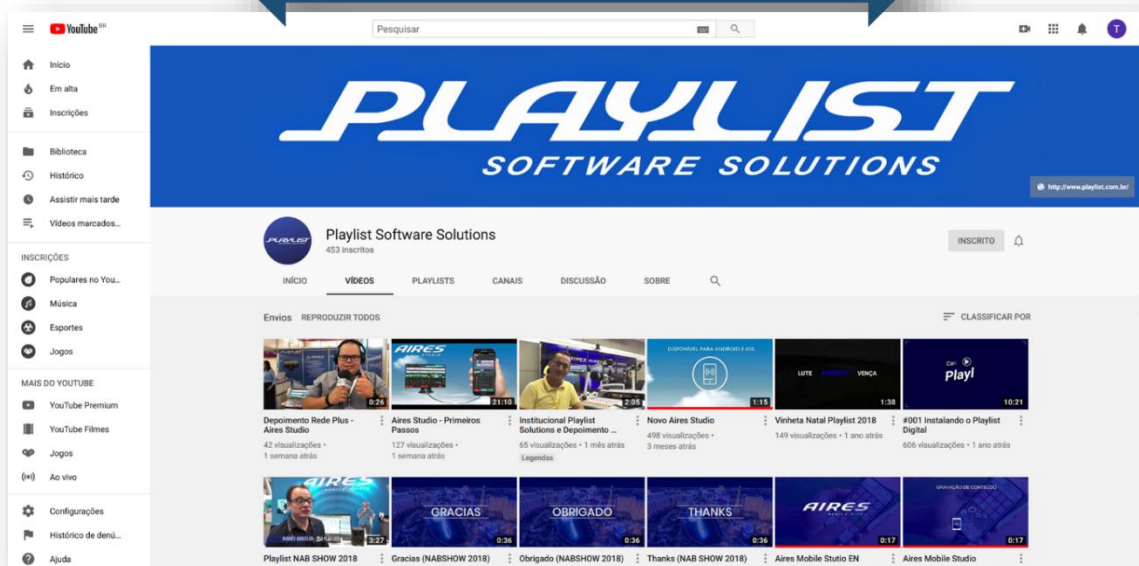 YouTube BR
Pesquisar
T
Início
Em alta
Inscrições
Biblioteca
Histórico
Assistir mais tarde
Vídeos marcados...
INSCRIÇÕES
Populares no You...
Música
Esportes
Jogos
MAIS DO YOUTUBE
YouTube Premium
YouTube Filmes
Jogos
Ao vivo
Configurações
Histórico de denú...
Ajuda
PLAYLIST
SOFTWARE SOLUTIONS
http://www.playlist.com.br/
PLAYLIST
Playlist Software Solutions
453 inscritos
INSCRITO
INÍCIO VÍDEOS PLAYLISTS CANAIS DISCUSSÃO SOBRE
Envios REPRODUZIR TODOS
CLASSIFICAR POR
0:26
Depoimento Rede Plus -
Aires Studio
42 visualizações •
1 semana atrás
AIRES
21:10
Aires Studio - Primeiros
Passos
127 visualizações •
1 semana atrás
2:05
Institucional Playlist
Solutions e Depoimento ...
65 visualizações • 1 mês atrás
Legendas
DISPONÍVEL PARA ANDROID E IOS
1:15
Novo Aires Studio
498 visualizações •
3 meses atrás
LUTE
VENÇA
1:38
Vinheta Natal Playlist 2018
149 visualizações • 1 ano atrás
Can
Playl
10:21
#001 Instalando o Playlist
Digital
606 visualizações • 1 ano atrás
AIRES
3:27
Playlist NAB SHOW 2018
GRACIAS
0:36
Gracias (NABSHOW 2018)
OBRIGADO
0:36
Obrigado (NABSHOW 2018)
THANKS
0:36
Thanks (NAB SHOW 2018)
AIRES
0:17
Aires Mobile Stutio EN
GRAVAÇÃO DE CONTEÚDO
0:17
Aires Mobile Studio